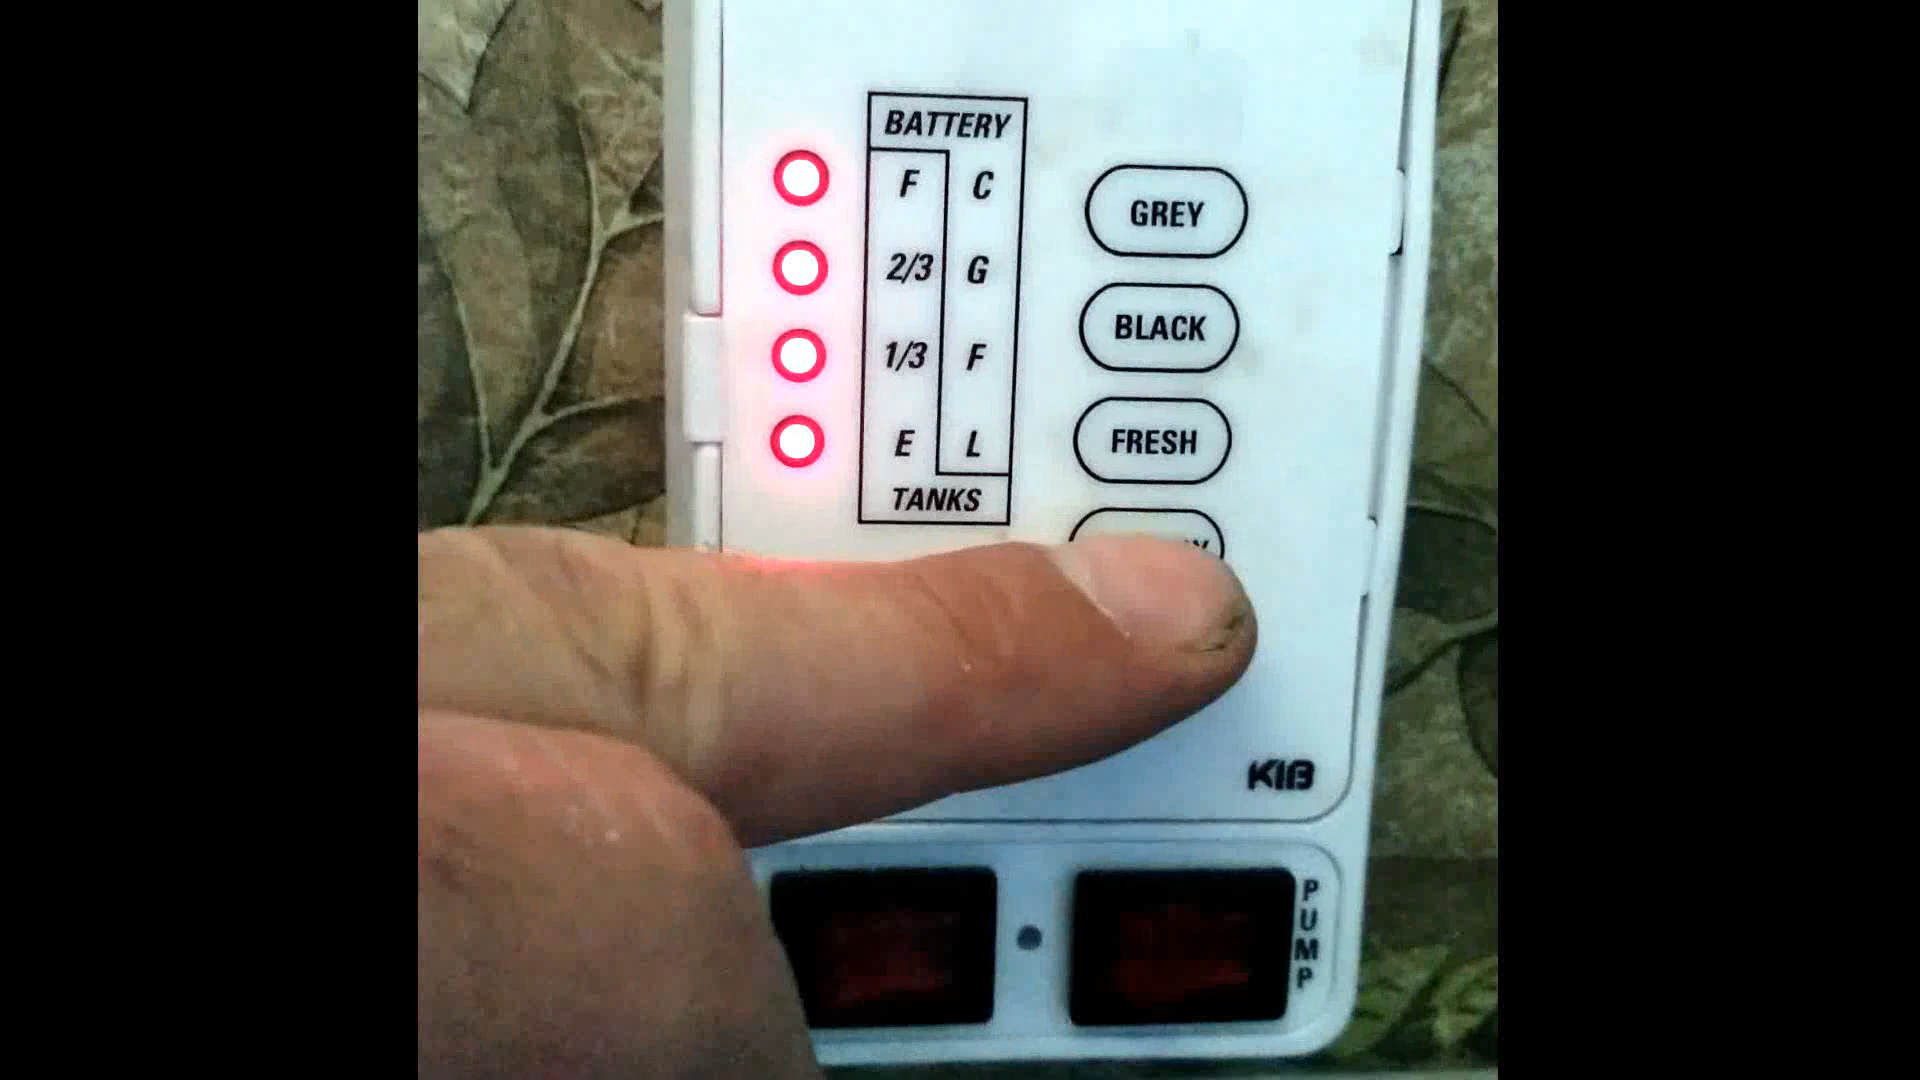 BATTERY
F C
2/3 G
1/3 F
E L
TANKS
GREY
BLACK
FRESH
KIB
PUMP